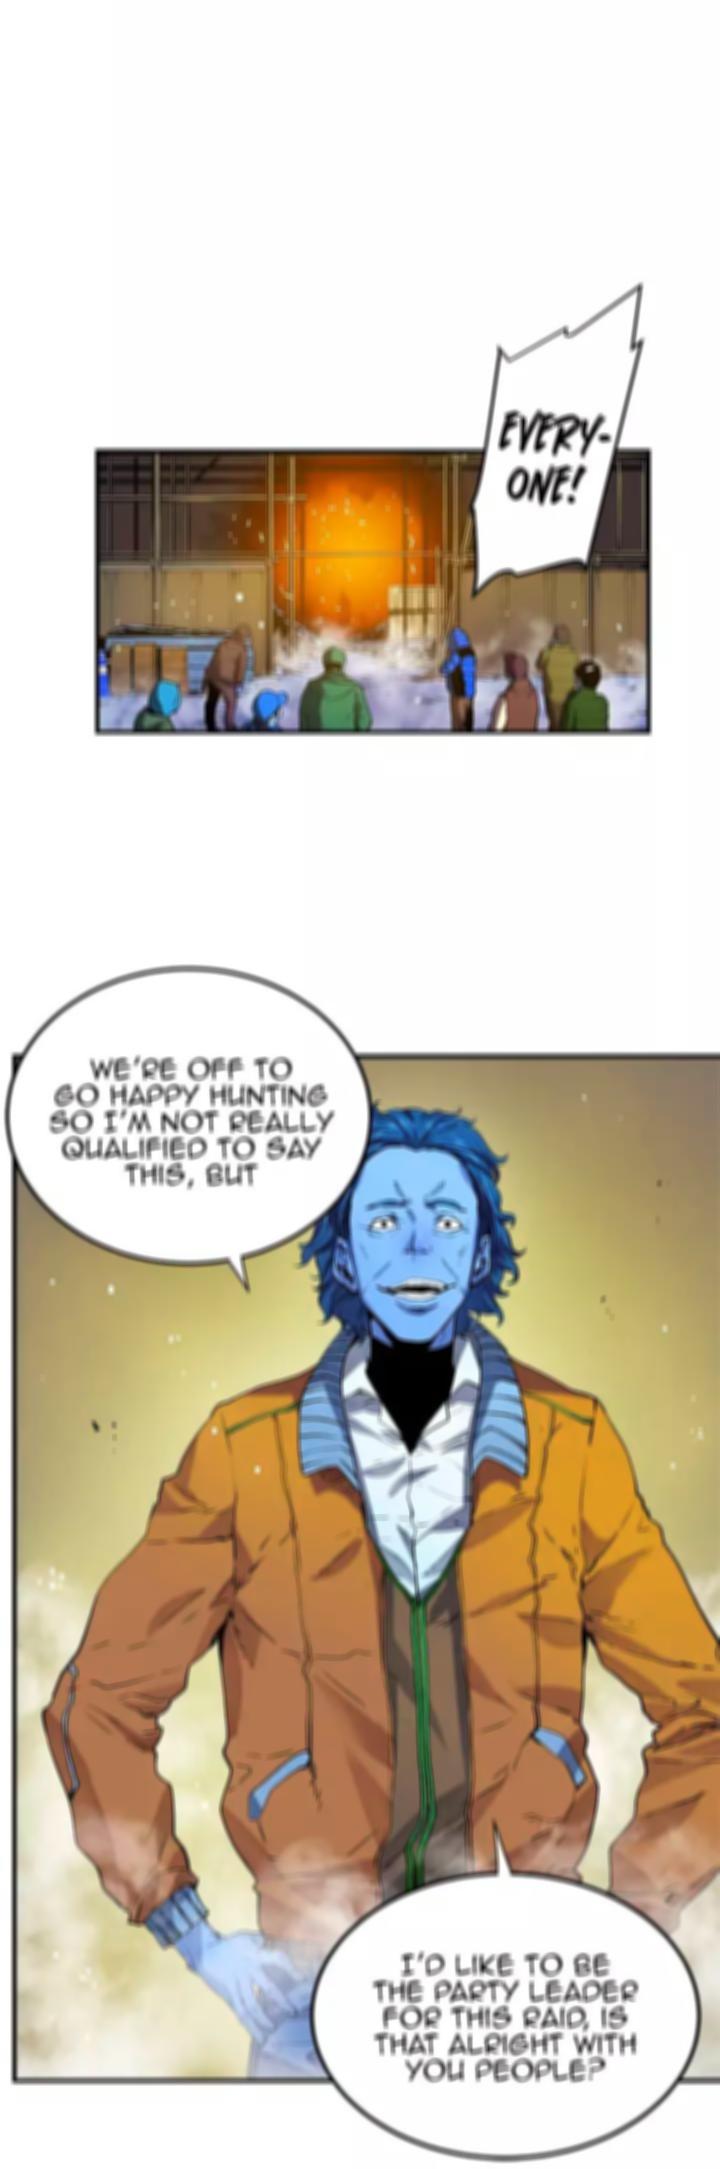 EVERY-
ONE!
WE'RE OFF TO
GO HAPPY HUNTING
SO I'M NOT REALLY
QUALIFIED TO SAY
THIS, BUT
I'D LIKE TO BE
THE PARTY LEADER
FOR THIS RAID, IS
THAT ALRIGHT WITH
YOU PEOPLE?